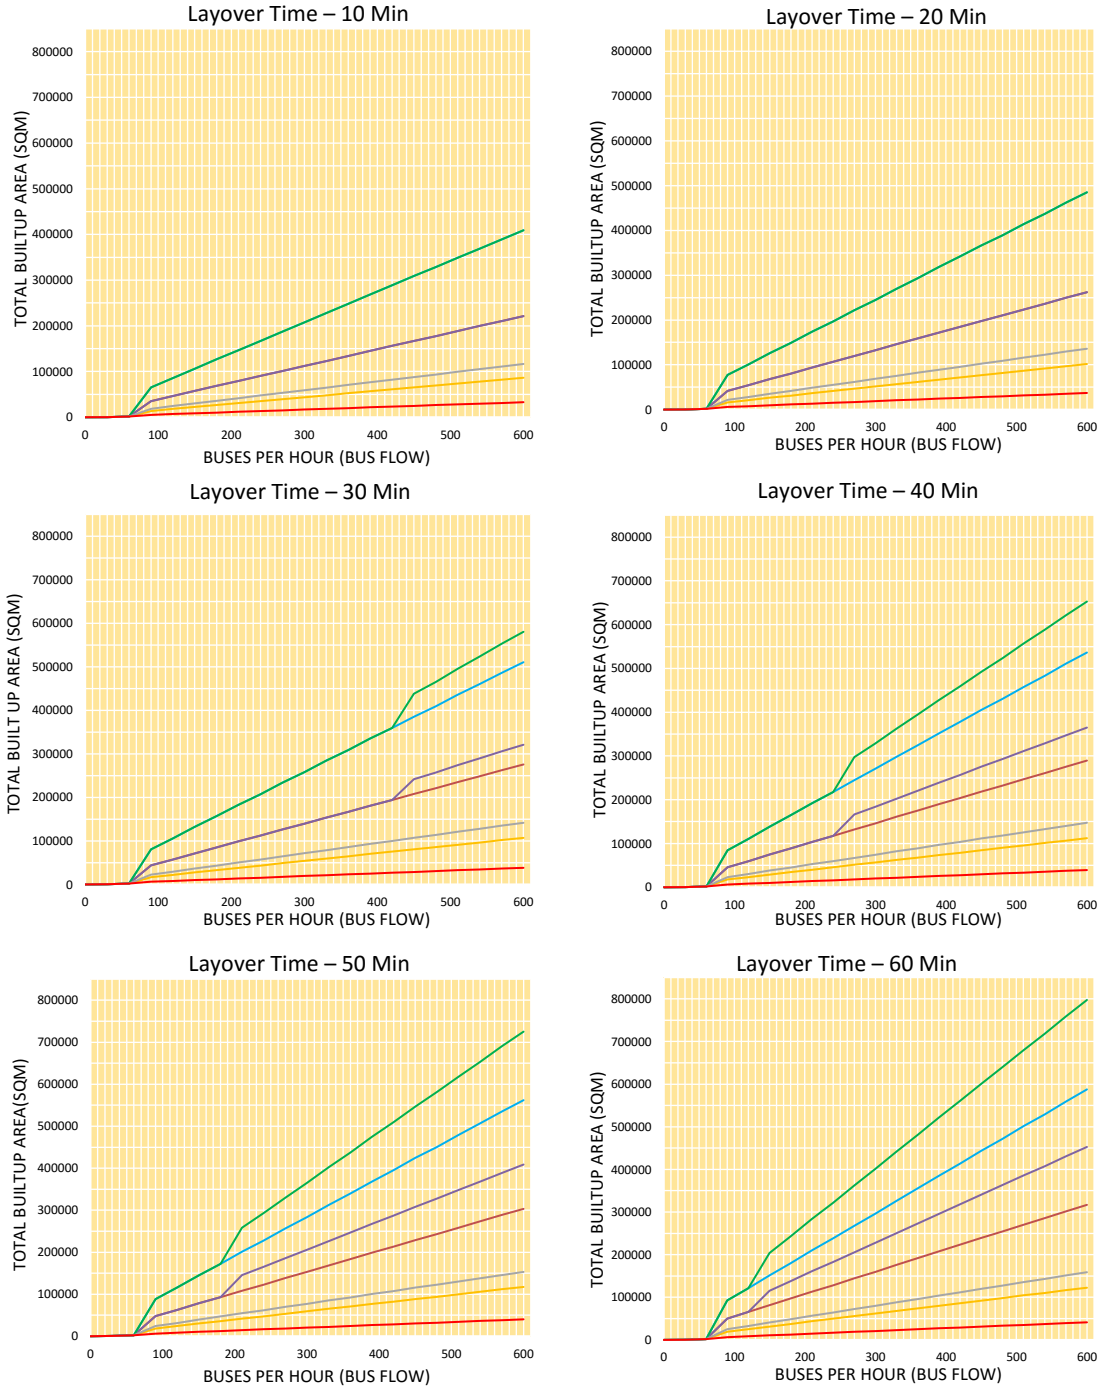 Layover Time – 10 Min
800000
700000
600000
500000
400000
300000
200000
100000
0
0 100 200 300 400 500 600
TOTAL BUILTUP AREA (SQM)
BUSES PER HOUR (BUS FLOW)
Layover Time – 20 Min
800000
700000
600000
500000
400000
300000
200000
100000
0
0 100 200 300 400 500 600
TOTAL BUILTUP AREA (SQM)
BUSES PER HOUR (BUS FLOW)
Layover Time – 30 Min
800000
700000
600000
500000
400000
300000
200000
100000
0
0 100 200 300 400 500 600
TOTAL BUILT UP AREA (SQM)
BUSES PER HOUR (BUS FLOW)
Layover Time – 40 Min
800000
700000
600000
500000
400000
300000
200000
100000
0
0 100 200 300 400 500 600
TOTAL BUILTUP AREA (SQM)
BUSES PER HOUR (BUS FLOW)
Layover Time – 50 Min
800000
700000
600000
500000
400000
300000
200000
100000
0
0 100 200 300 400 500 600
TOTAL BUILTUP AREA(SQM)
BUSES PER HOUR (BUS FLOW)
Layover Time – 60 Min
800000
700000
600000
500000
400000
300000
200000
100000
0
0 100 200 300 400 500 600
TOTAL BUILTUP AREA (SQM)
BUSES PER HOUR (BUS FLOW)